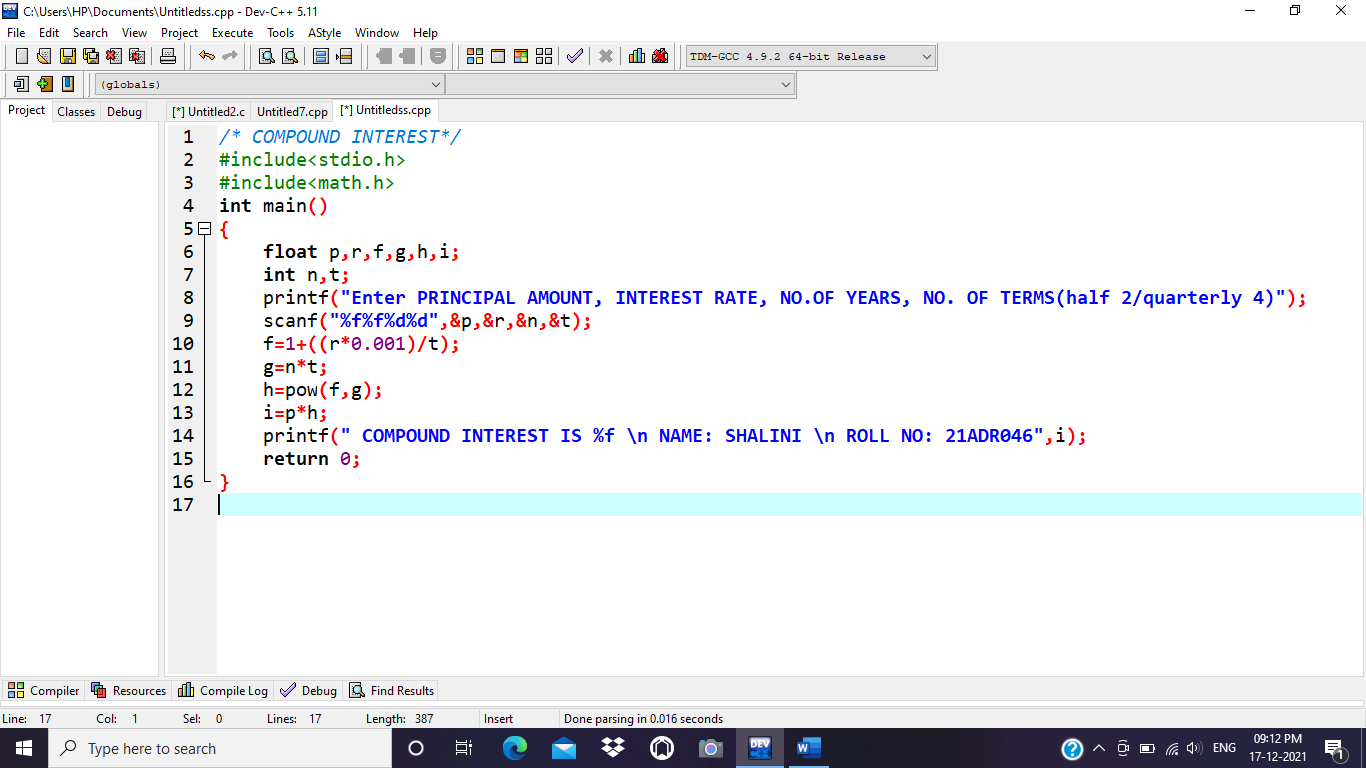 C:\Users\HP\Documents\Untitledss.cpp - Dev-C++ 5.11
File Edit Search View Project Execute Tools AStyle Window Help
TDM-GCC 4.9.2 64-bit Release
(globals)
Project Classes Debug [*] Untitled2.c Untitled7.cpp [*] Untitledss.cpp
1 /* COMPOUND INTEREST*/
2 #include<stdio.h>
3 #include<math.h>
4 int main()
5 {
6 float p,r,f,g,h,i;
7 int n,t;
8 printf("Enter PRINCIPAL AMOUNT, INTEREST RATE, NO.OF YEARS, NO. OF TERMS(half 2/quarterly 4)");
9 scanf("%f%f%d%d",&p,&r,&n,&t);
10 f=1+((r*0.001)/t);
11 g=n*t;
12 h=pow(f,g);
13 i=p*h;
14 printf(" COMPOUND INTEREST IS %f \n NAME: SHALINI \n ROLL NO: 21ADR046",i);
15 return 0;
16 }
17
Compiler Resources Compile Log Debug Find Results
Line: 17 Col: 1 Sel: 0 Lines: 17 Length: 387 Insert Done parsing in 0.016 seconds
Type here to search DEV W ? ENG 09:12 PM 1
17-12-2021